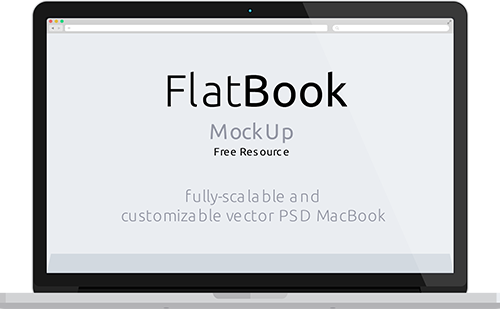 FlatBook
MockUp
Free Resource
fully-scalable and
customizable vector PSD MacBook